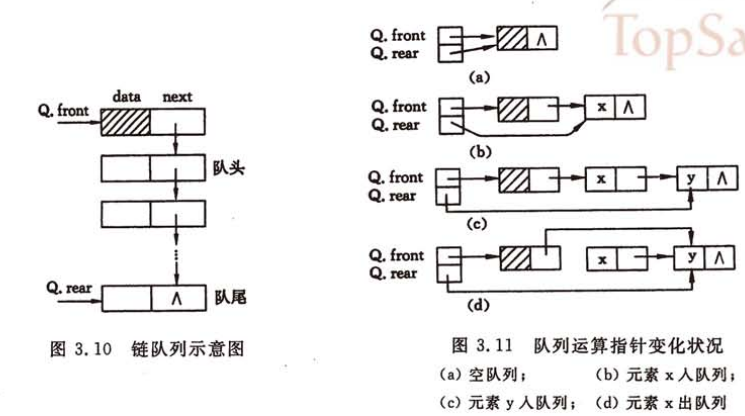 data next
Q. front
队头
Q. rear
∧
队尾
图 3.10 链队列示意图
TopSa
Q. front
Q. rear
∧
(a)
Q. front
Q. rear
x ∧
(b)
Q. front
Q. rear
x
y ∧
(c)
Q. front
Q. rear
x
y ∧
(d)
图 3.11 队列运算指针变化状况
(a) 空队列; (b) 元素 x 入队列;
(c) 元素 y 入队列; (d) 元素 x 出队列